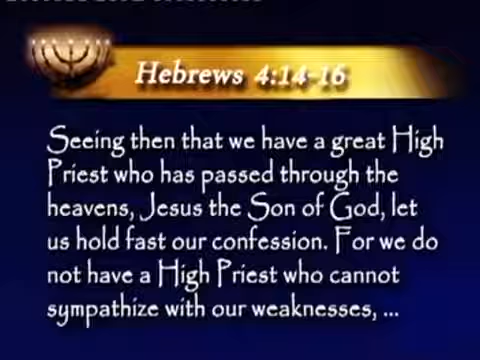 Hebrews 4:14-16
Seeing then that we have a great High
Priest who has passed through the
heavens, Jesus the Son of God, let
us hold fast our confession. For we do
not have a High Priest who cannot
sympathize with our weaknesses, ...